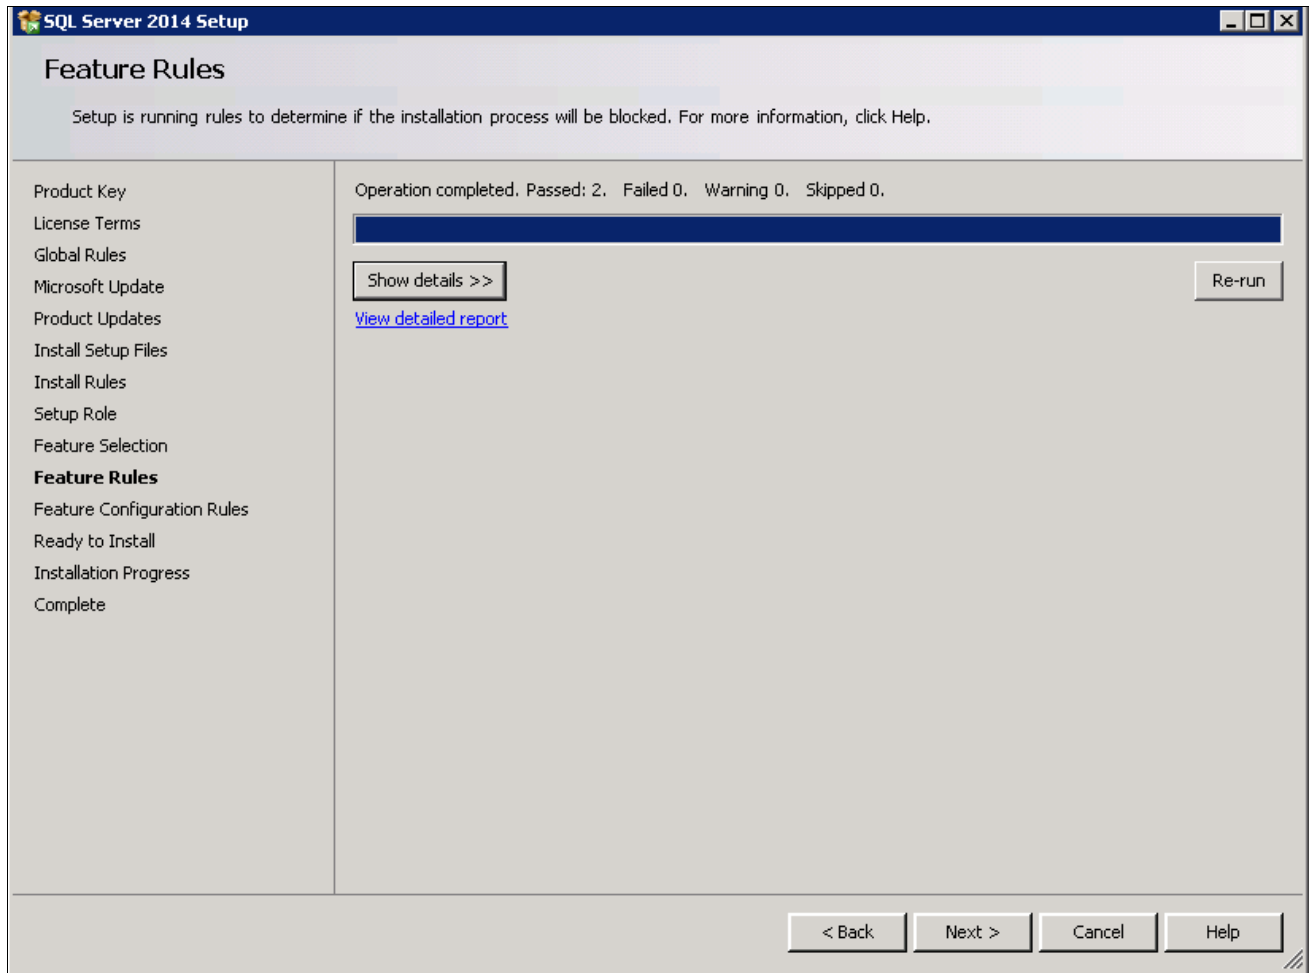 SQL Server 2014 Setup
Feature Rules
Setup is running rules to determine if the installation process will be blocked. For more information, click Help.
Product Key
License Terms
Global Rules
Microsoft Update
Product Updates
Install Setup Files
Install Rules
Setup Role
Feature Selection
Feature Rules
Feature Configuration Rules
Ready to Install
Installation Progress
Complete
Operation completed. Passed: 2. Failed 0. Warning 0. Skipped 0.
Show details >>
Re-run
View detailed report
< Back
Next >
Cancel
Help